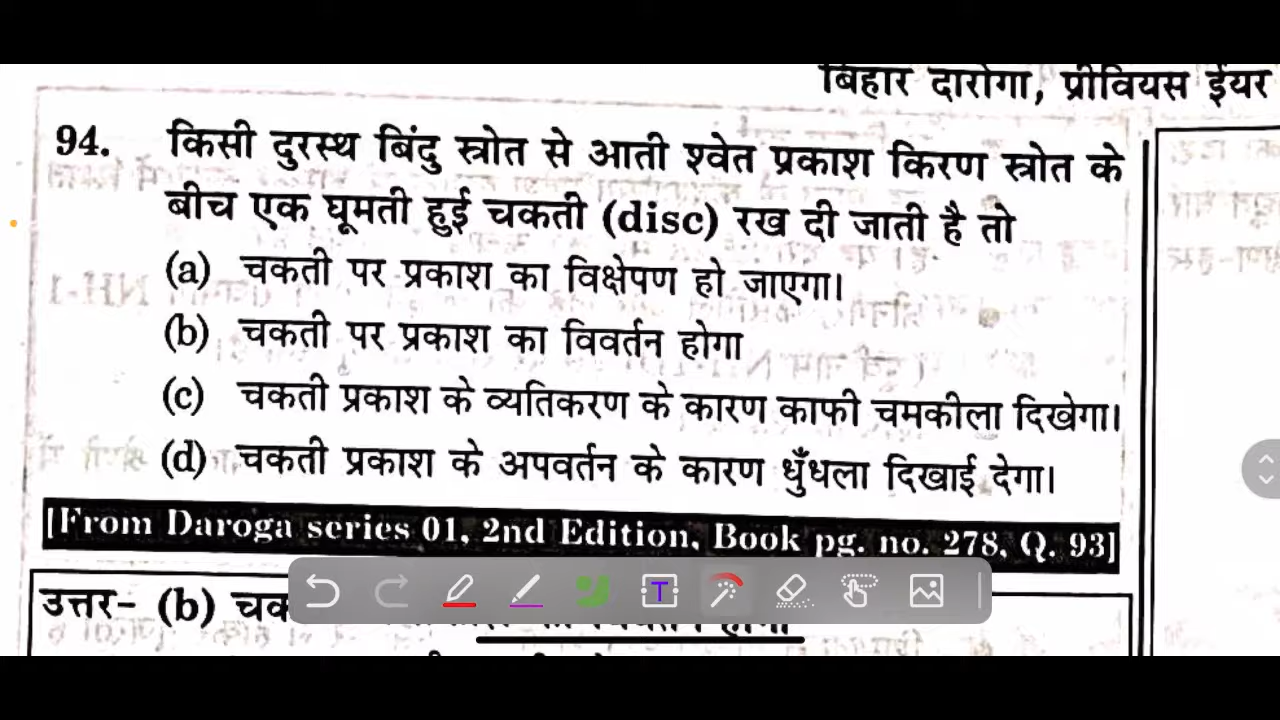 बिहार दारोगा, प्रीवियस ईयर
94. किसी दुरस्थ बिंदु स्त्रोत से आती श्वेत प्रकाश किरण स्त्रोत के
बीच एक घूमती हुई चकती (disc) रख दी जाती है तो
(a) चकती पर प्रकाश का विक्षेपण हो जाएगा।
(b) चकती पर प्रकाश का विवर्तन होगा
(c) चकती प्रकाश के व्यतिकरण के कारण काफी चमकीला दिखेगा।
(d) चकती प्रकाश के अपवर्तन के कारण धुँधला दिखाई देगा।
[From Daroga series 01, 2nd Edition, Book pg. no. 278, Q. 93]
उत्तर- (b) चक
T